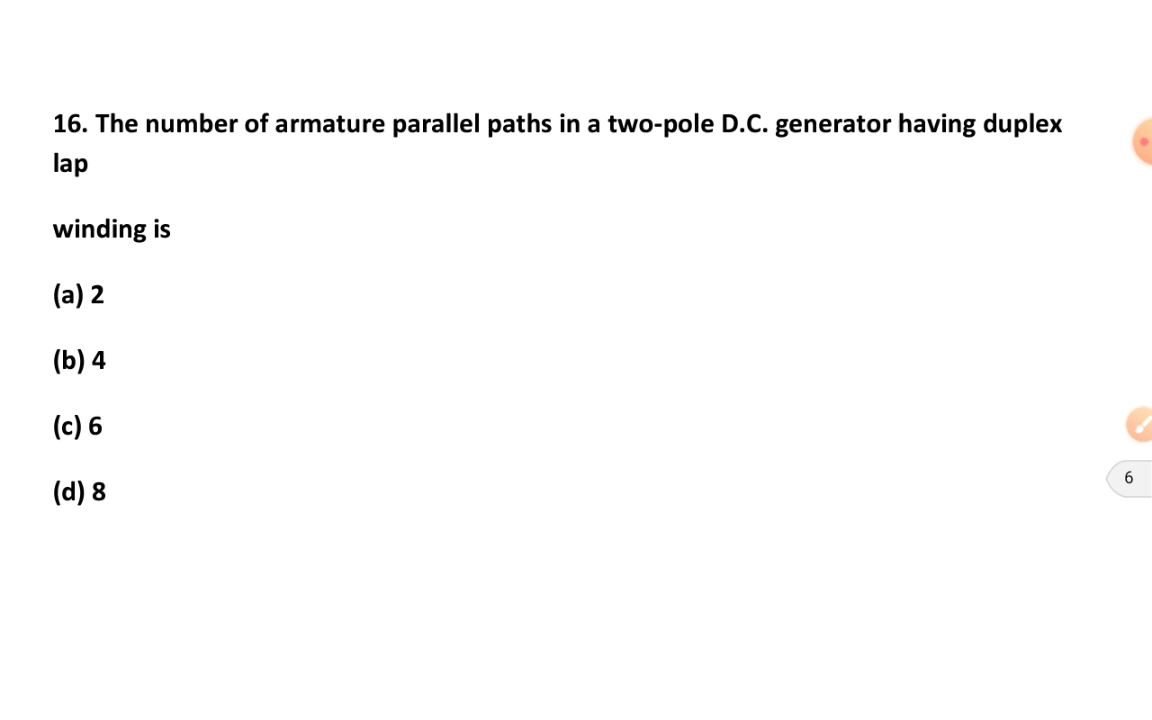 16. The number of armature parallel paths in a two-pole D.C. generator having duplex
lap
winding is
(a) 2
(b) 4
(c) 6
(d) 8
6